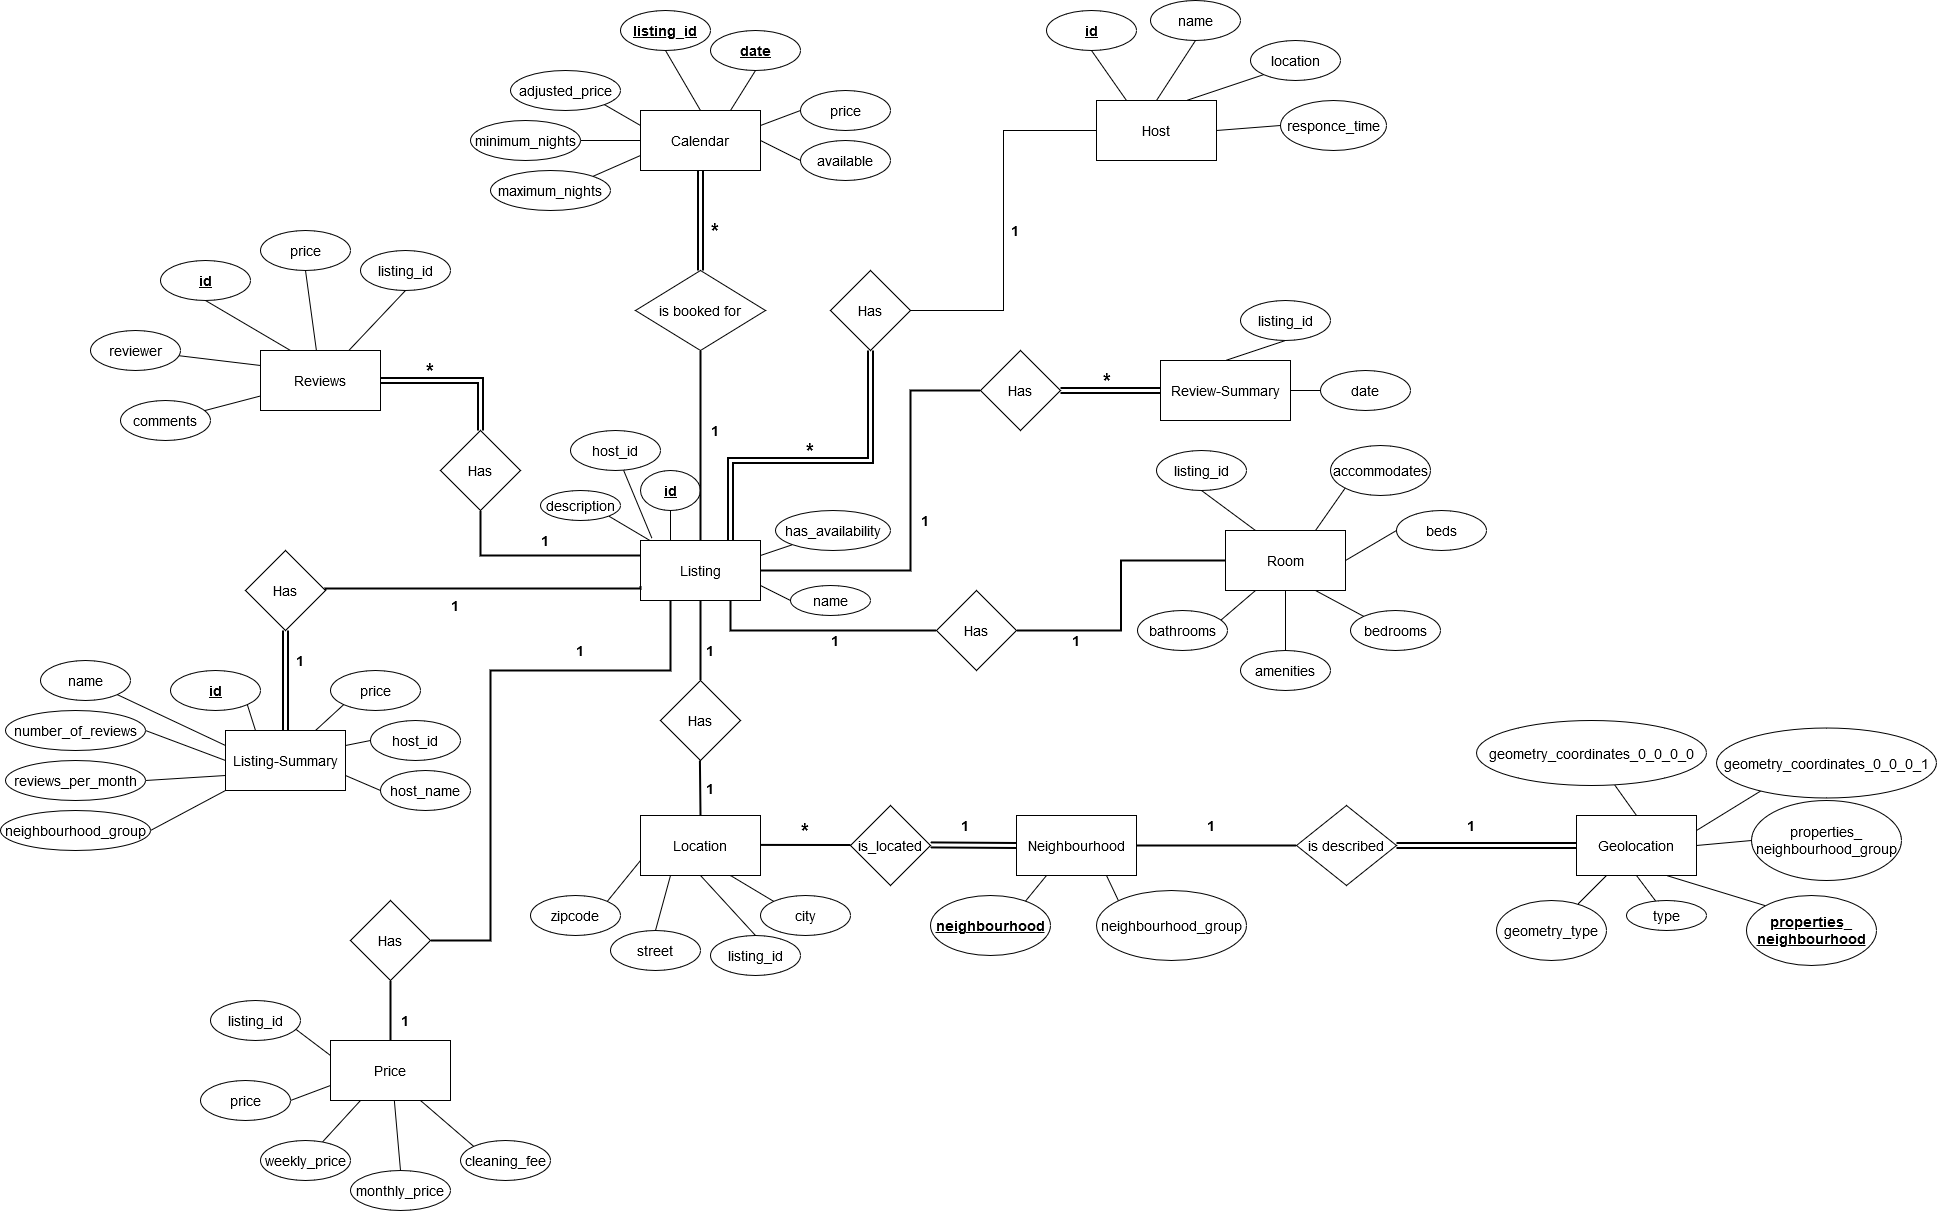 listing_id
date
adjusted_price
price
minimum_nights
Calendar
available
maximum_nights
*
is booked for
1
id
name
location
Host
responce_time
1
Has
*
price
listing_id
id
reviewer
Reviews
comments
*
Has
1
listing_id
Has
*
Review-Summary
date
1
host_id
id
description
has_availability
Listing
name
listing_id
accommodates
beds
Room
bathrooms
bedrooms
amenities
Has
1
1
Has
1
1
name
id
price
number_of_reviews
host_id
Listing-Summary
reviews_per_month
host_name
neighbourhood_group
1
Has
1
Location
zipcode
city
street
listing_id
*
is_located
1
Neighbourhood
neighbourhood
neighbourhood_group
1
is described
1
geometry_coordinates_0_0_0_0
geometry_coordinates_0_0_0_1
properties_
neighbourhood_group
Geolocation
geometry_type
type
properties_
neighbourhood
1
Has
1
listing_id
Price
price
weekly_price
cleaning_fee
monthly_price